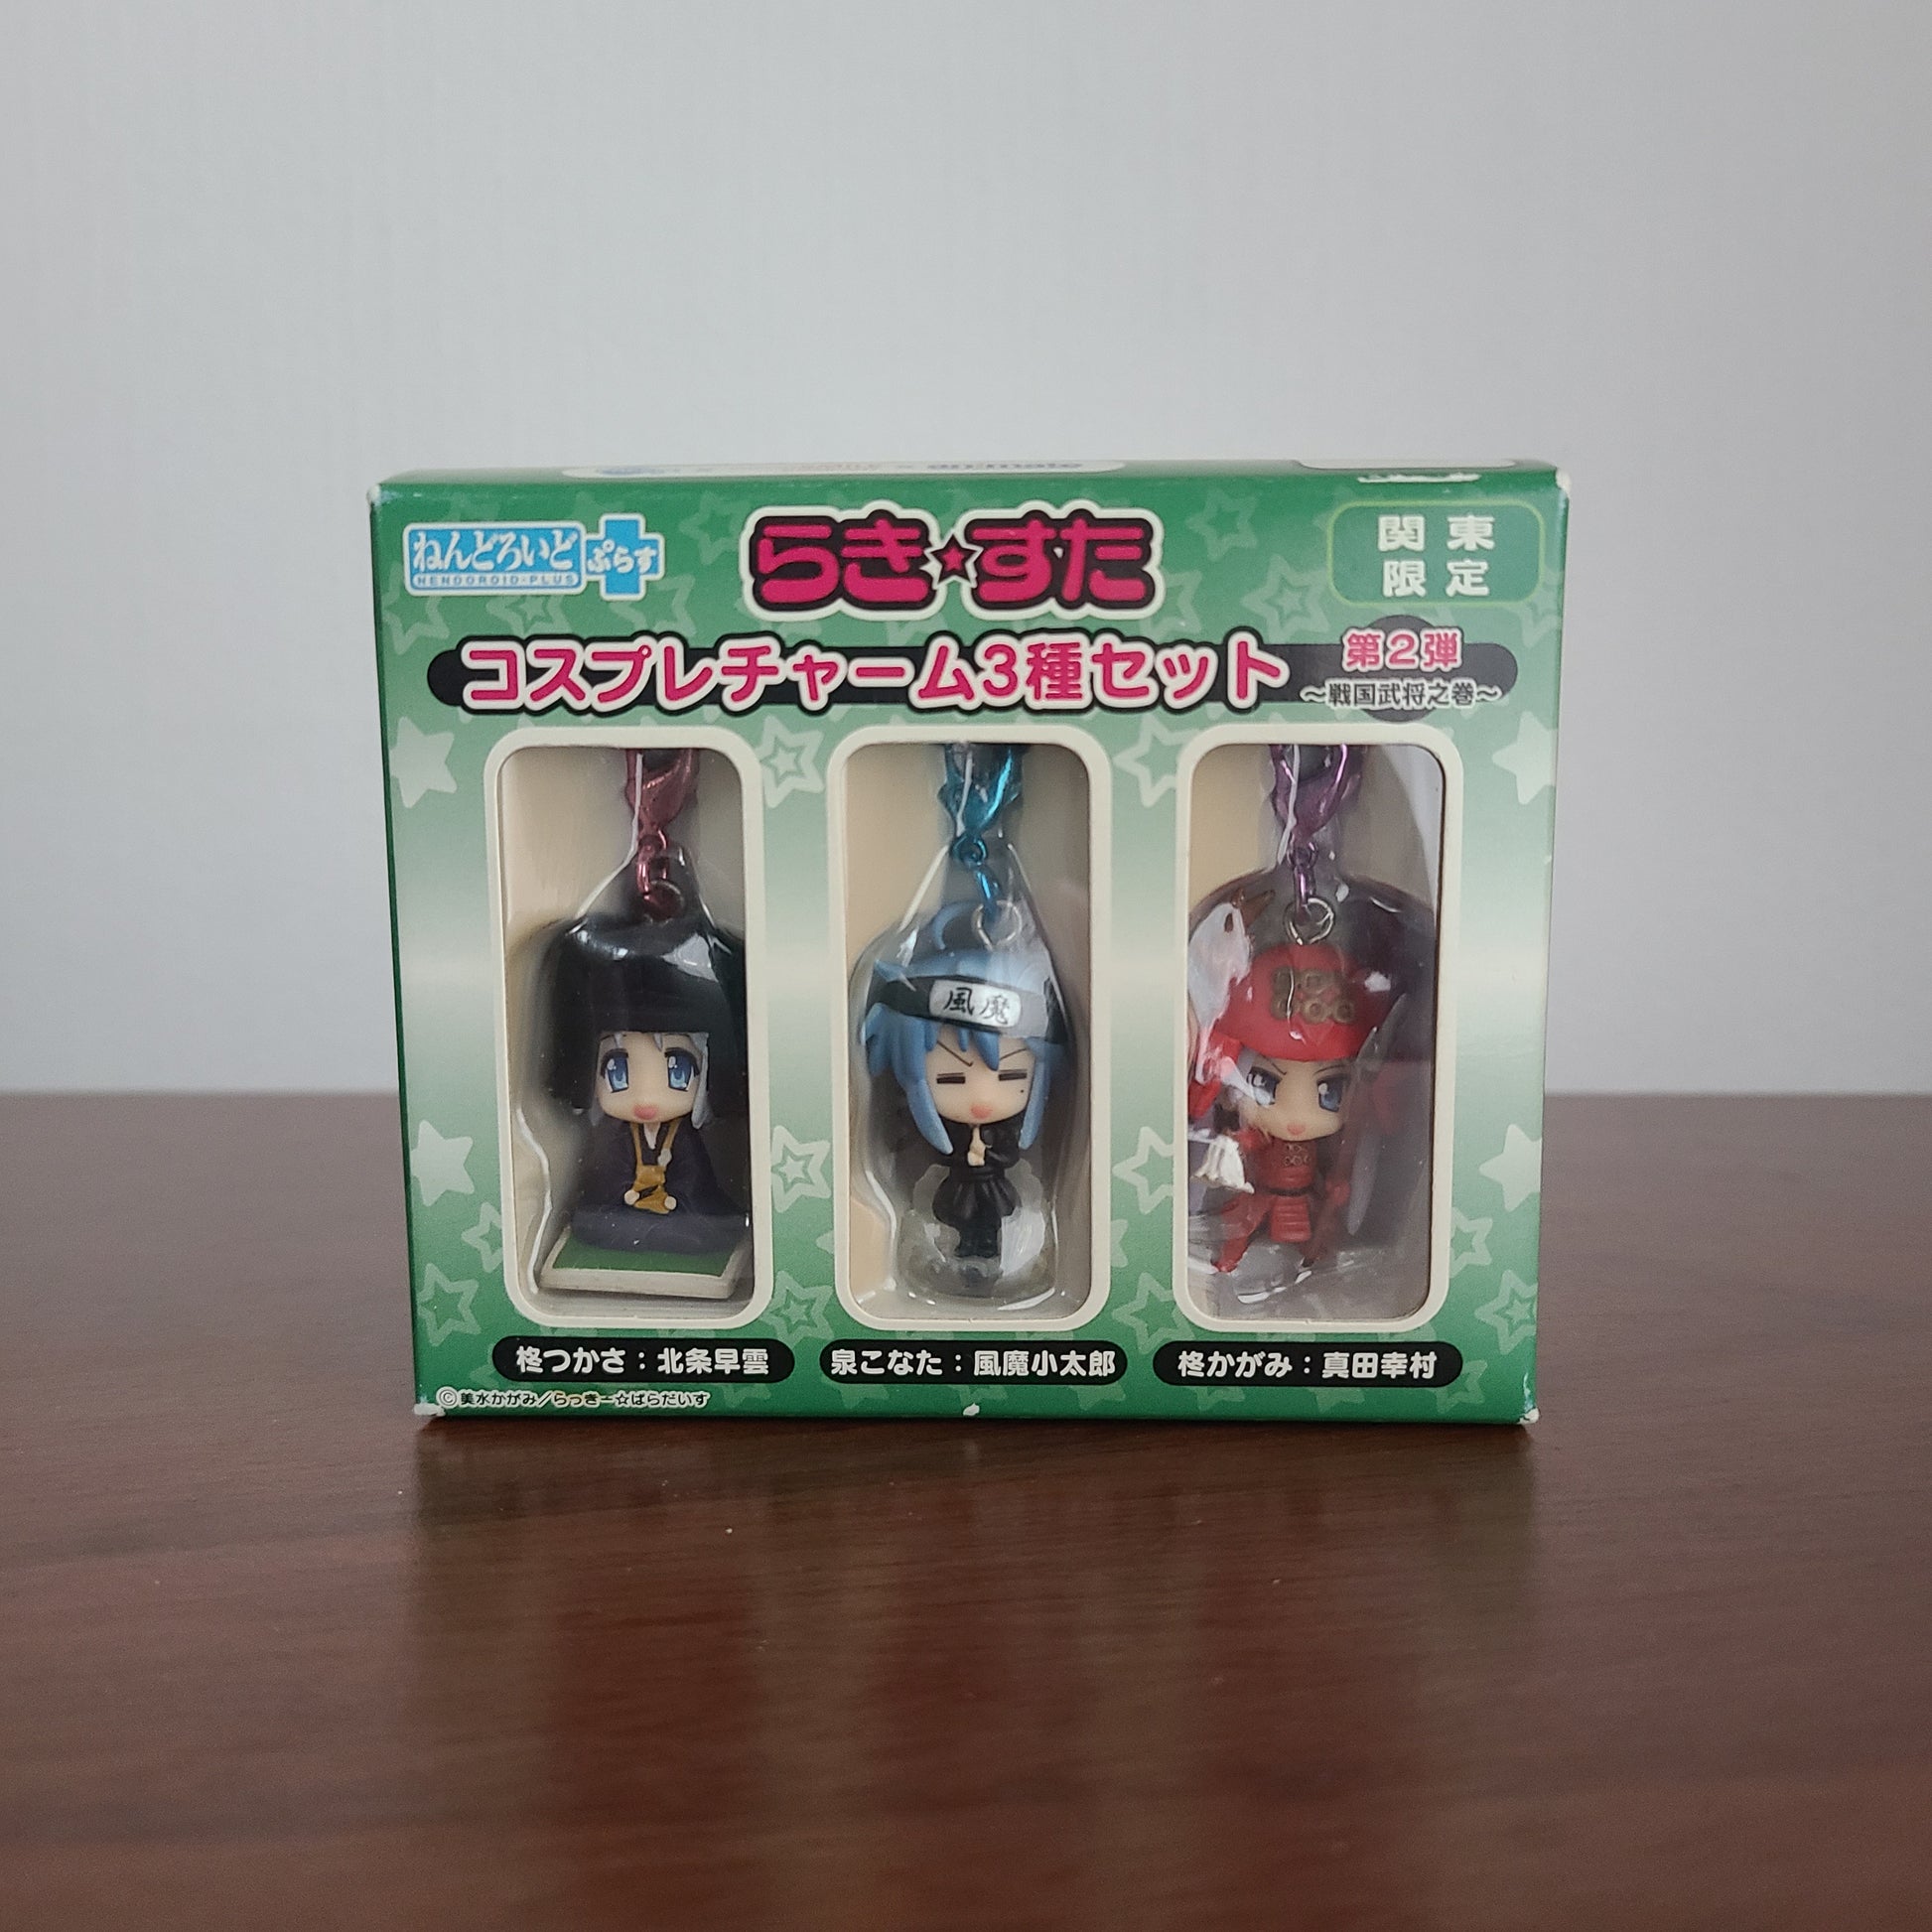 ねんどろいど
ぷらす
NENDOROID-PLUS
らき☆すた
関東
限定
コスプレチャーム3種セット
第2弾
～戦国武将之巻～
風魔
柊つかさ：北条早雲
泉こなた：風魔小太郎
柊かがみ：真田幸村
©美水かがみ／らっきー☆ぱらだいす